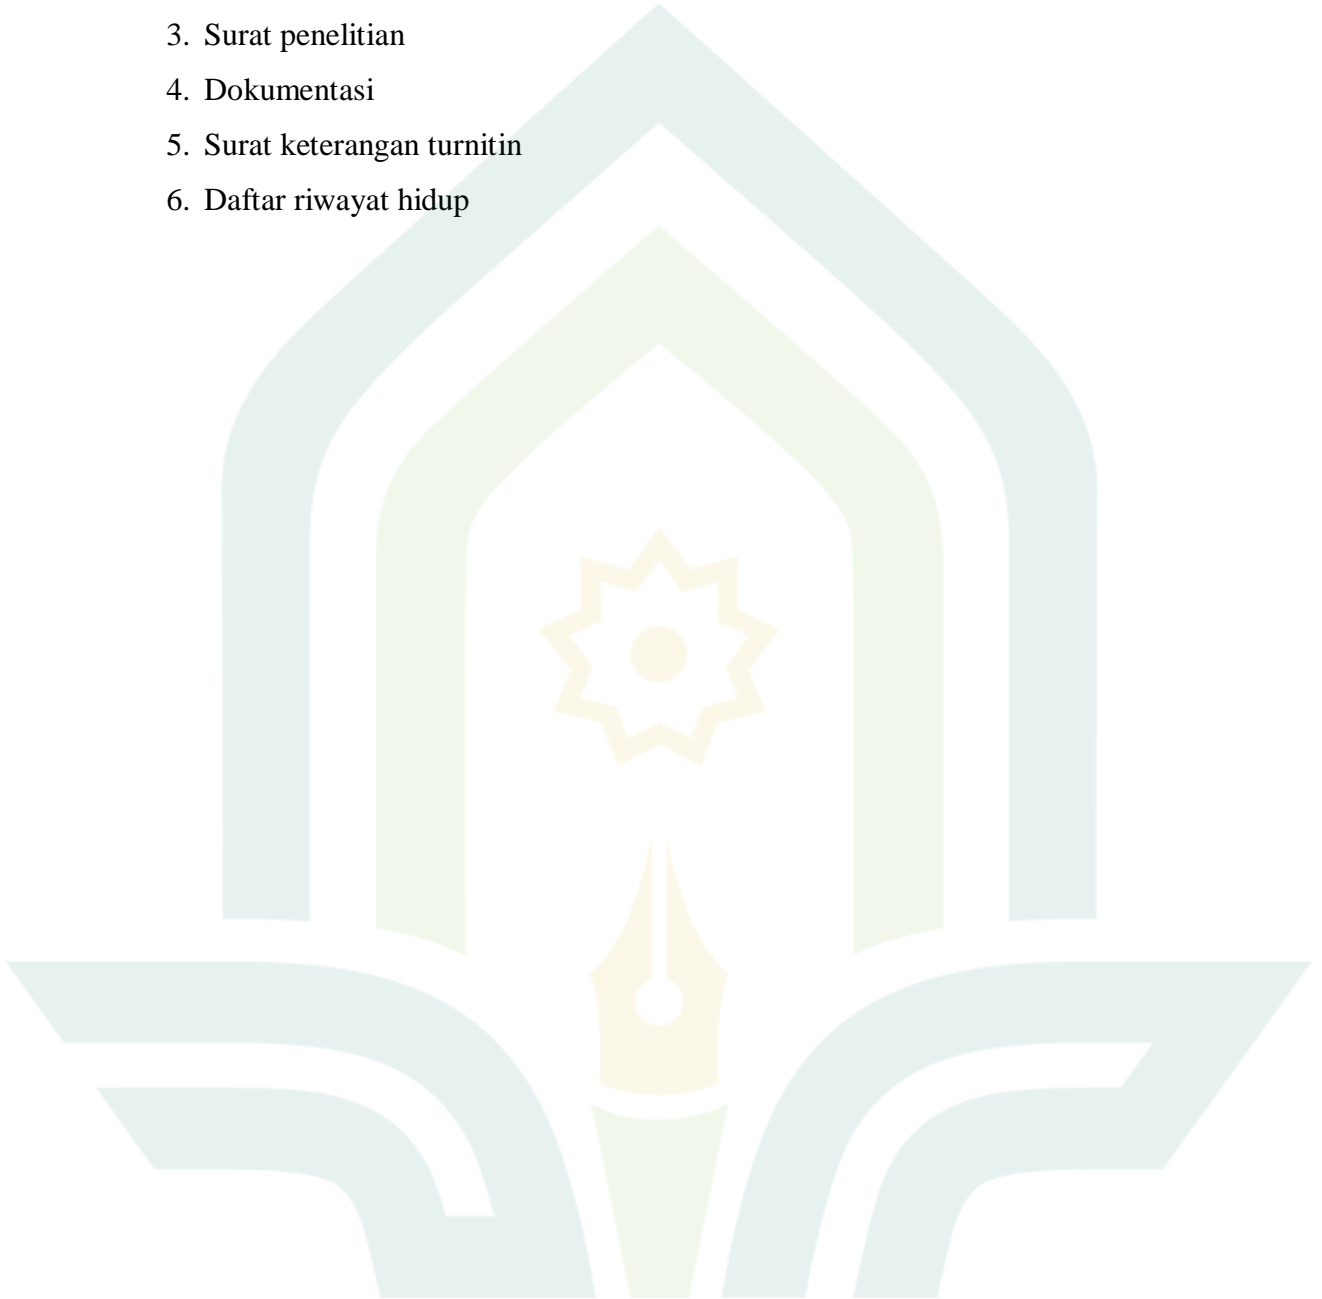 3. Surat penelitian
4. Dokumentasi
5. Surat keterangan turnitin
6. Daftar riwayat hidup